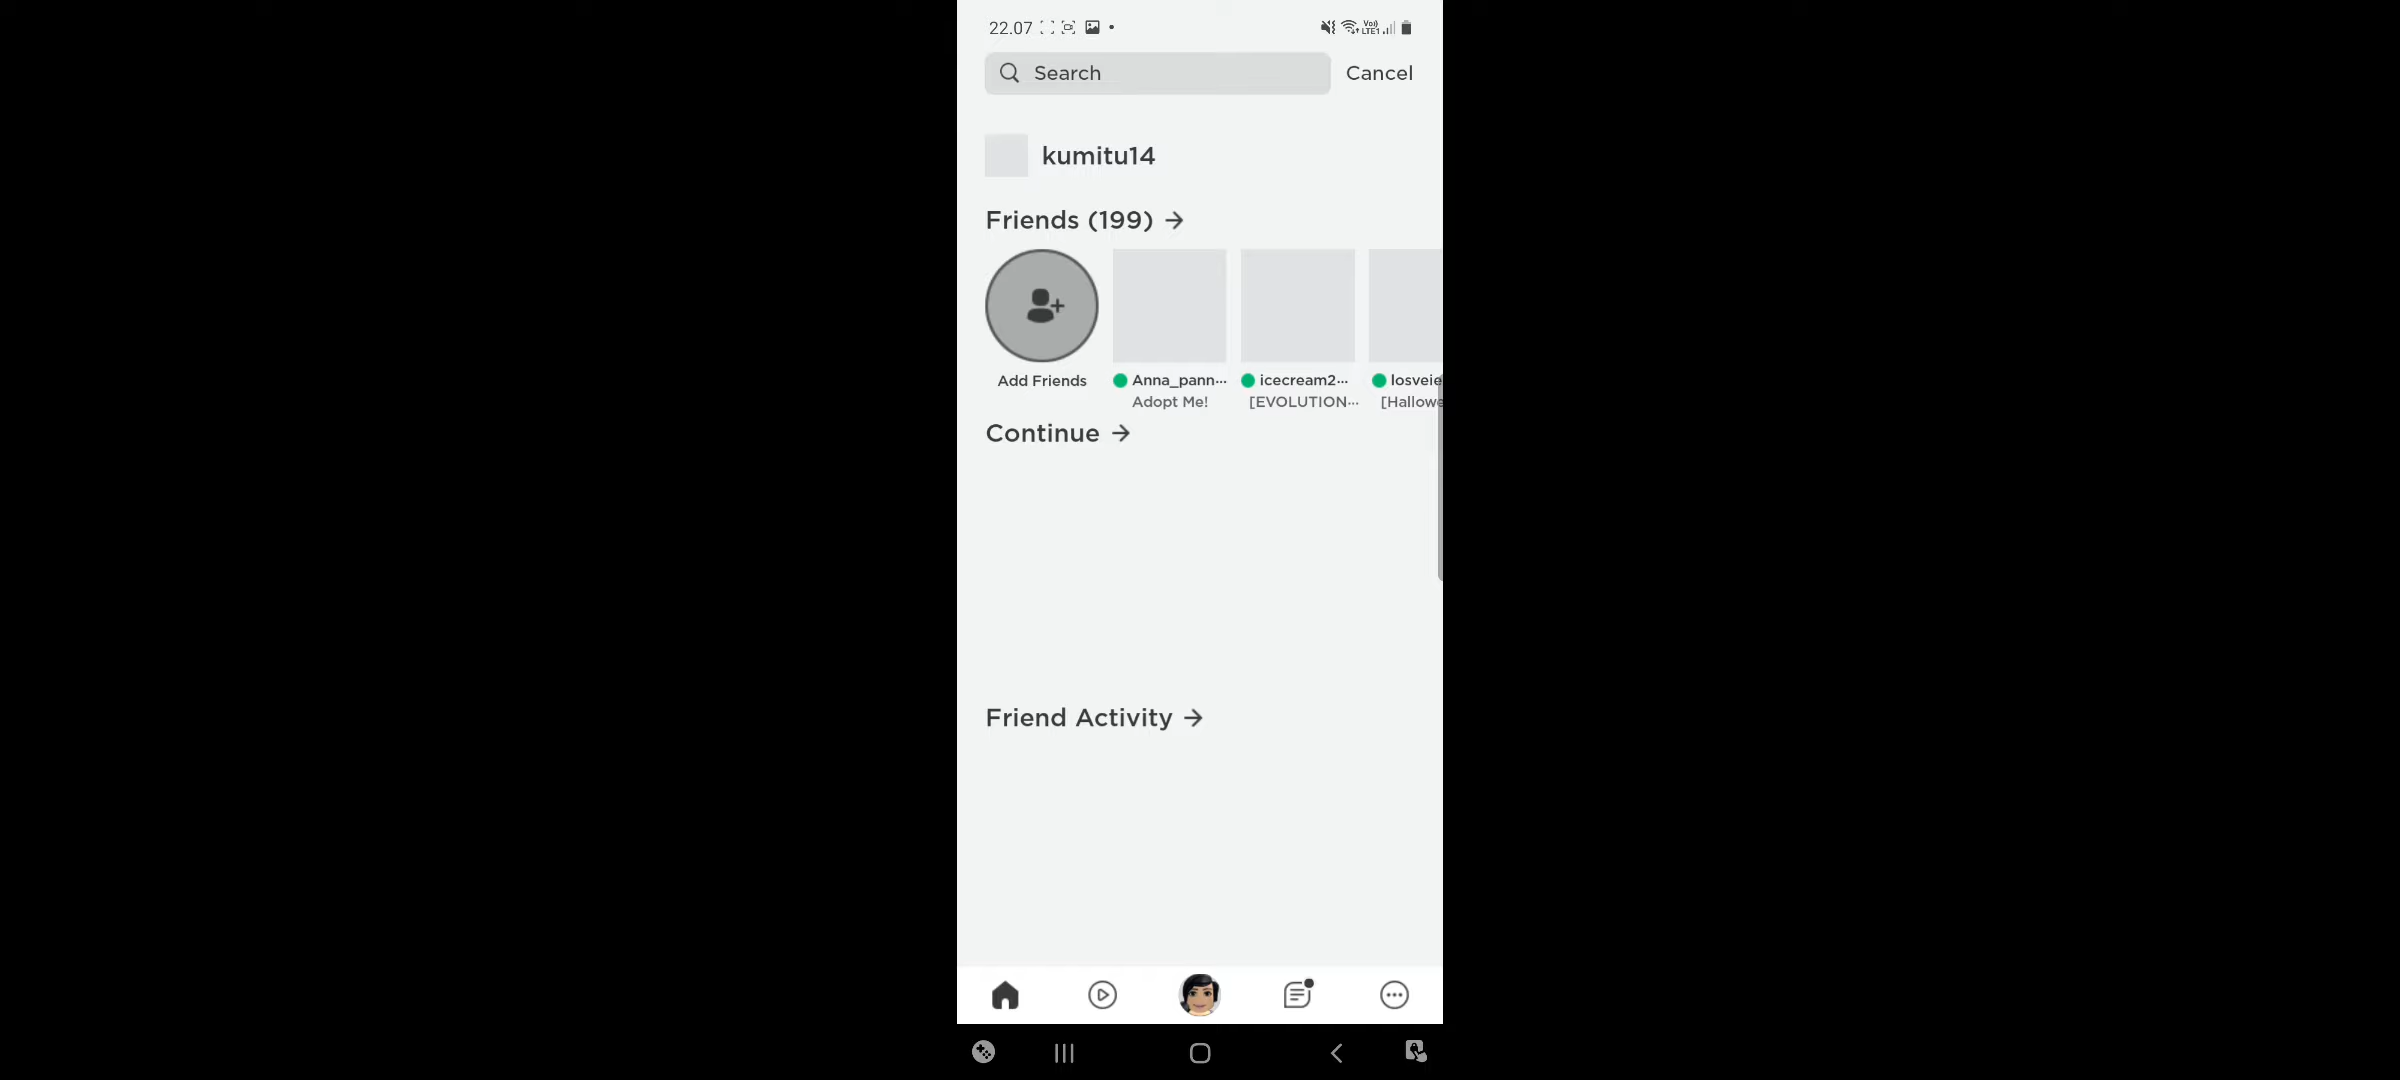 22.07
Search
Cancel
kumitu14
Friends (199)
Add Friends
Anna_pann...
Adopt Me!
icecream2...
[EVOLUTION...
losveie
[Hallowe
Continue
Friend Activity